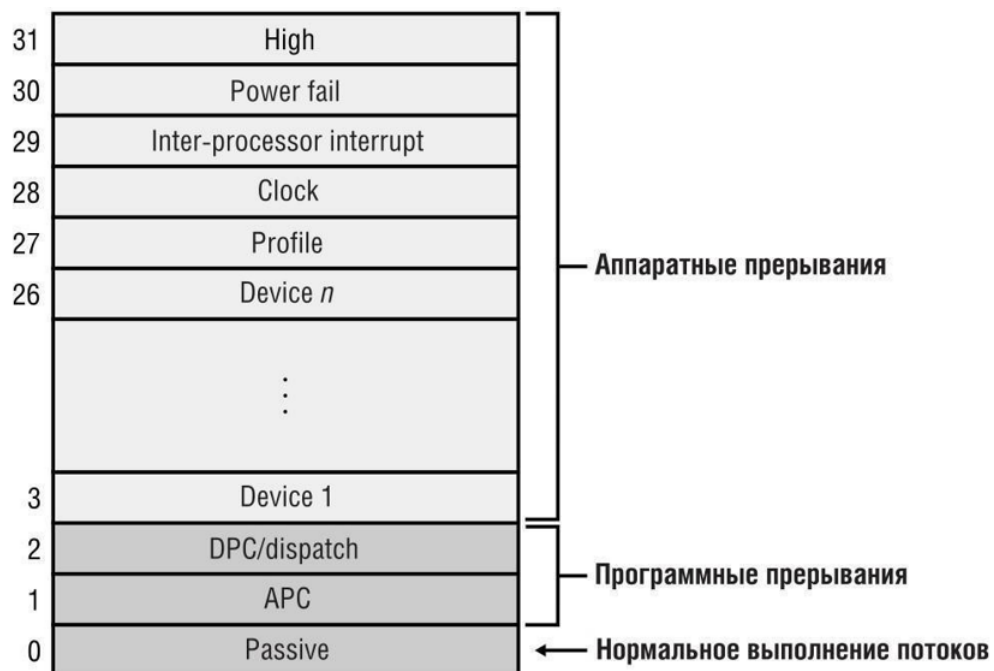 31 High
30 Power fail
29 Inter-processor interrupt
28 Clock
27 Profile
Аппаратные прерывания
26 Device n
⋮
3 Device 1
2 DPC/dispatch
Программные прерывания
1 APC
0 Passive
Нормальное выполнение потоков